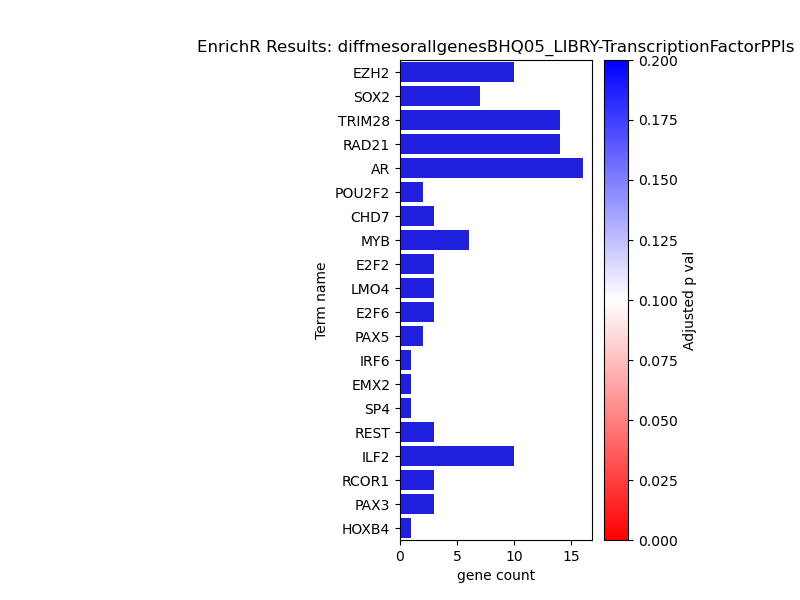 EnrichR Results: diffmesorallgenesBHQ05_LIBRY-TranscriptionFactorPPIs
EZH2
SOX2
TRIM28
RAD21
AR
POU2F2
CHD7
MYB
E2F2
LMO4
E2F6
PAX5
IRF6
EMX2
SP4
REST
ILF2
RCOR1
PAX3
HOXB4
Term name
0 5 10 15
gene count
0.200
0.175
0.150
0.125
0.100
0.075
0.050
0.025
0.000
Adjusted p val